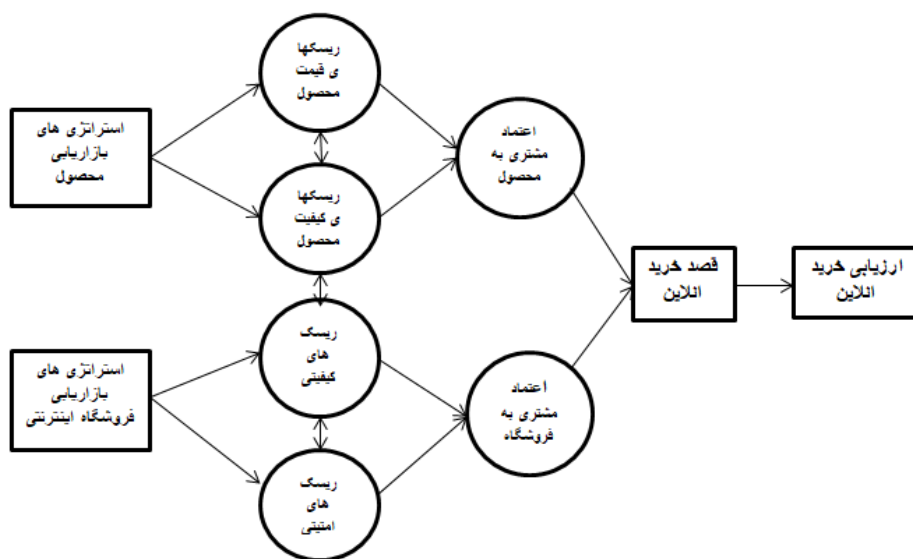 ریسکها
ی قیمت
محصول
استراتژی های
بازاریابی
محصول
اعتماد
مشتری به
محصول
ریسکها
ی کیفیت
محصول
قصد خرید
انلاین
ارزیابی خرید
انلاین
ریسک
های
کیفیتی
استراتژی های
بازاریابی
فروشگاه اینترنتی
أعتماد
مشتری به
فروشگاه
ریسک
های
امنیتی